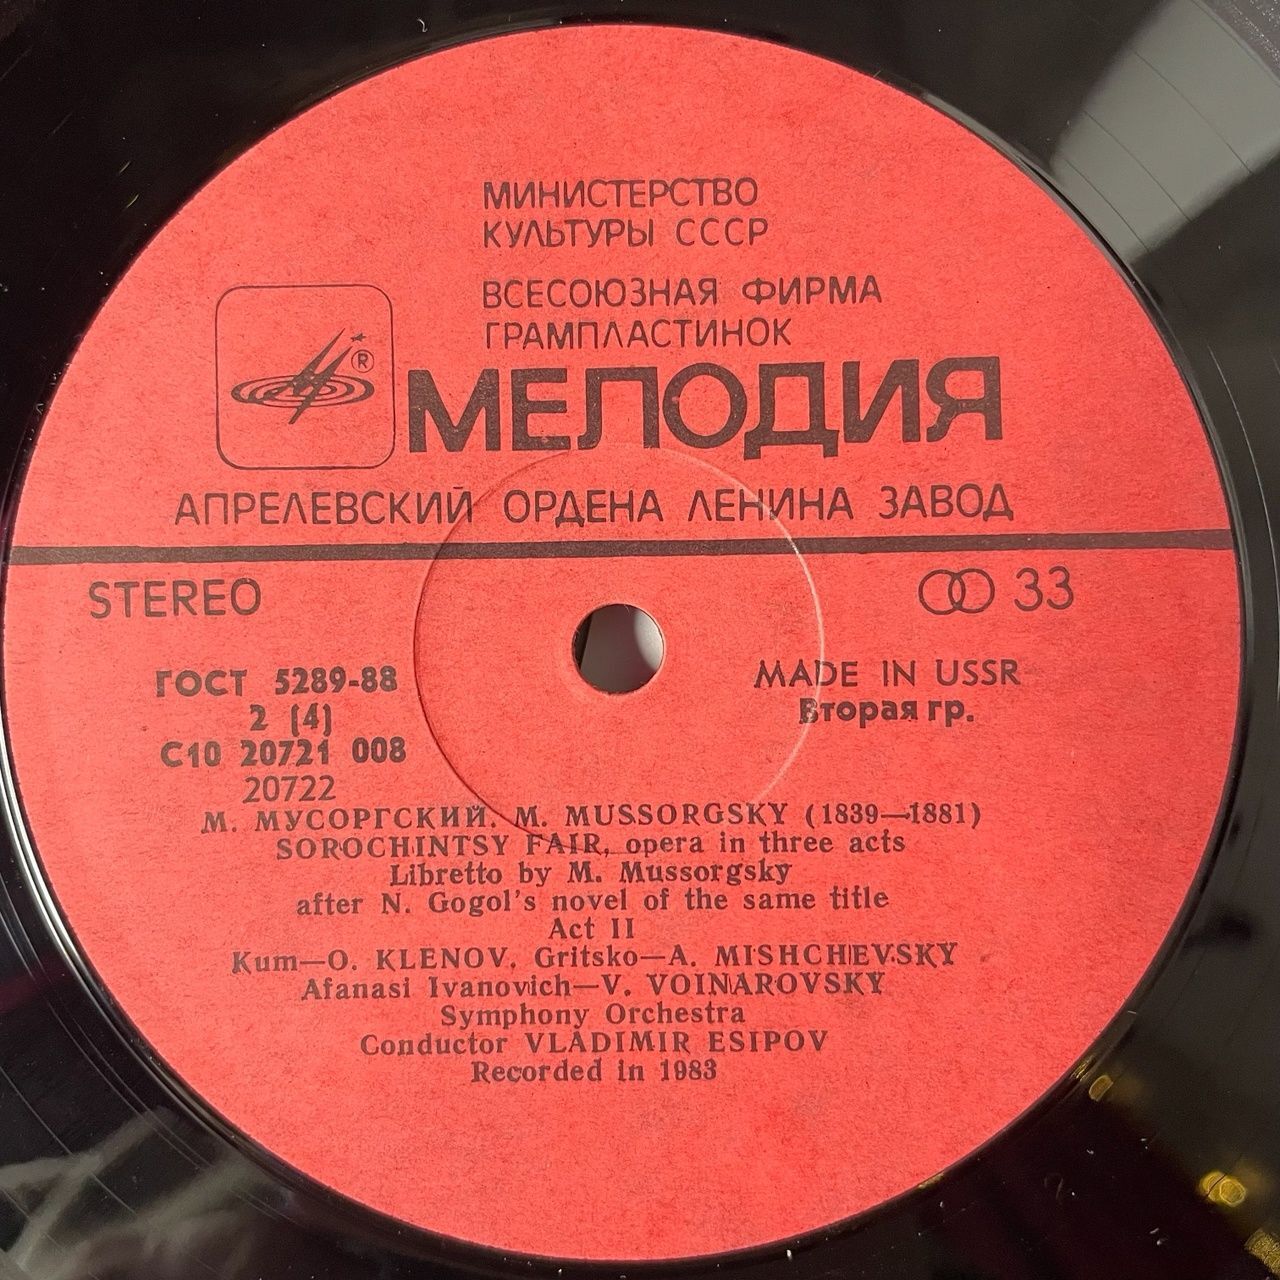 МИНИСТЕРСТВО
КУЛЬТУРЫ СССР
ВСЕСОЮЗНАЯ ФИРМА
ГРАМПЛАСТИНОК
®
МЕЛОДИЯ
АПРЕЛЕВСКИЙ ОРДЕНА ЛЕНИНА ЗАВОД
STEREO
33
ГОСТ 5289-88
2 (4)
С10 20721 008
20722
MADE IN USSR
Вторая гр.
М. МУСОРГСКИЙ. M. MUSSORGSKY (1839—1881)
SOROCHINTSY FAIR, opera in three acts
Libretto by M. Mussorgsky
after N. Gogol's novel of the same title
Act II
Kum—O. KLENOV, Gritsko—A. MISHCHEVSKY
Afanasi Ivanovich—V. VOINAROVSKY
Symphony Orchestra
Conductor VLADIMIR ESIPOV
Recorded in 1983